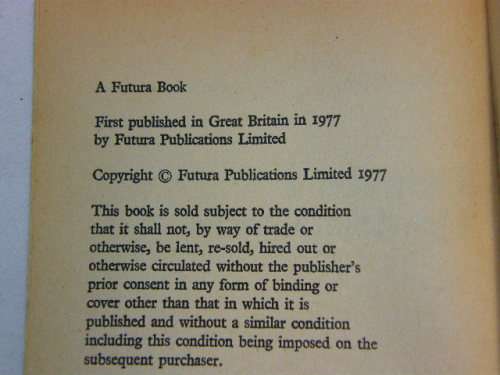 A Futura Book
First published in Great Britain in 1977
by Futura Publications Limited
Copyright © Futura Publications Limited 1977
This book is sold subject to the condition
that it shall not, by way of trade or
otherwise, be lent, re-sold, hired out or
otherwise circulated without the publisher's
prior consent in any form of binding or
cover other than that in which it is
published and without a similar condition
including this condition being imposed on the
subsequent purchaser.